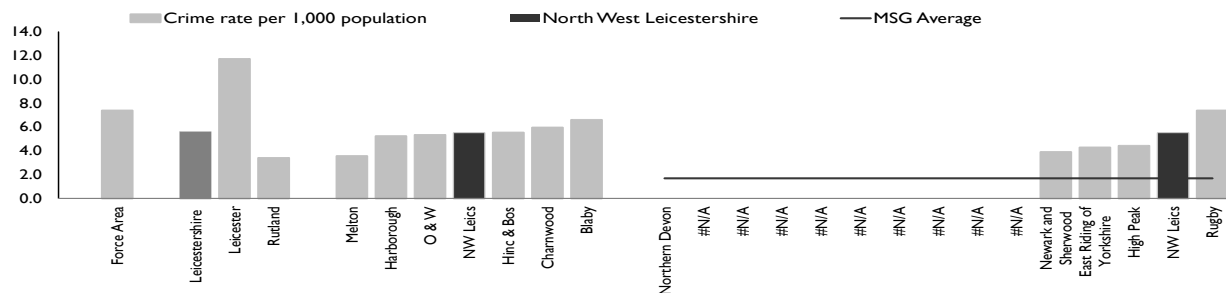 Crime rate per 1,000 population
North West Leicestershire
MSG Average
14.0
12.0
10.0
8.0
6.0
4.0
2.0
0.0
Force Area
Leicestershire
Leicester
Rutland
Melton
Harborough
O & W
NW Leics
Hinc & Bos
Charnwood
Blaby
Northern Devon
#N/A
#N/A
#N/A
#N/A
#N/A
#N/A
#N/A
#N/A
#N/A
Newark and
Sherwood
East Riding of
Yorkshire
High Peak
NW Leics
Rugby